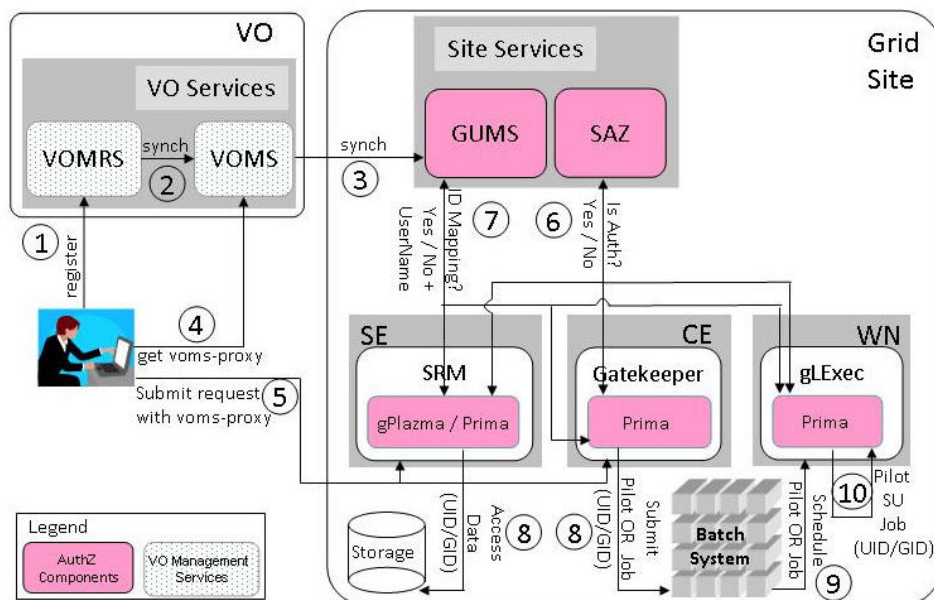 VO
VO Services
VOMRS
synch
2
VOMS
synch
3
Grid
Site
Site Services
GUMS
SAZ
1
register
4
get voms-proxy
Submit request
with voms-proxy
5
ID Mapping?
Yes / No +
UserName
7
6
Is Auth?
Yes / No
SE
SRM
gPlazma / Prima
CE
Gatekeeper
Prima
WN
gLExec
Prima
Storage
Access
Data
(UID/GID)
8
8
Submit
Pilot OR Job
(UID/GID)
Batch
System
Schedule
Pilot OR Job
9
10
Pilot
SU
Job
(UID/GID)
Legend
AuthZ
Components
VO Management
Services